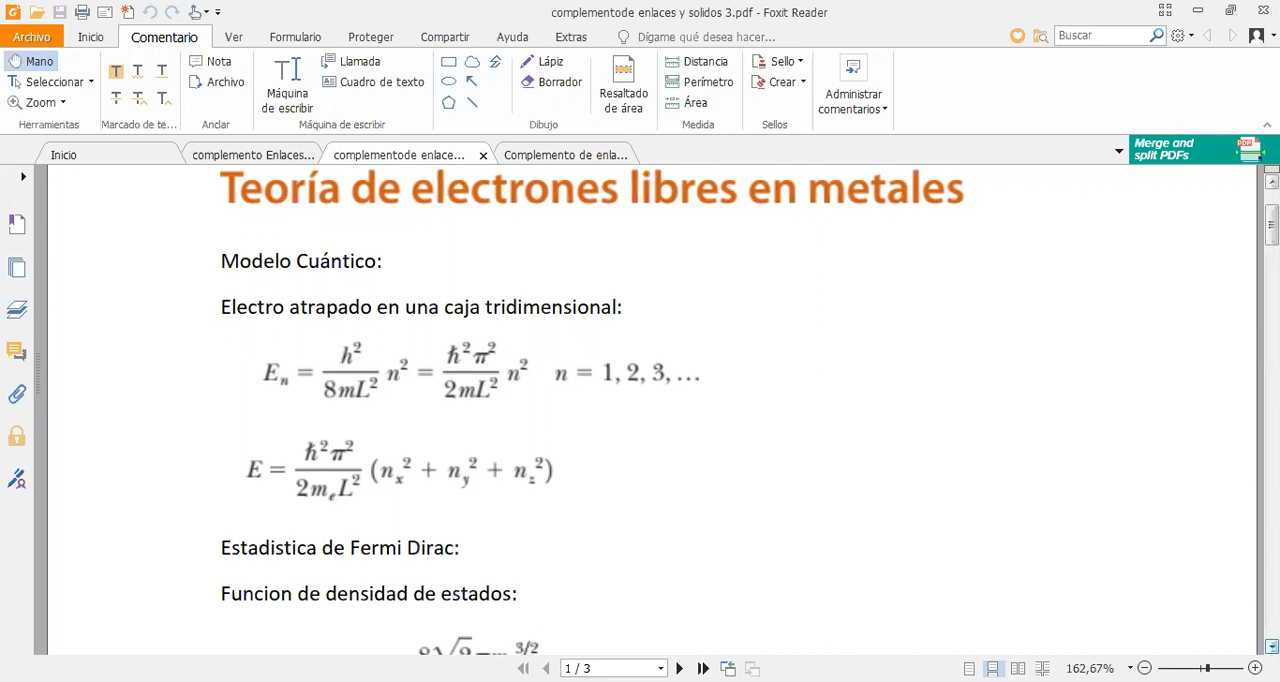 complementode enlaces y solidos 3.pdf - Foxit Reader
Archivo Inicio Comentario Ver Formulario Proteger Compartir Ayuda Extras Dígame qué desea hacer... Buscar
Mano Nota Llamada Lápiz Distancia Sello
Seleccionar Archivo Máquina de escribir Cuadro de texto Borrador Resaltado de área Perímetro Crear Administrar comentarios
Zoom Área
Herramientas Marcado de te... Anclar Máquina de escribir Dibujo Medida Sellos
Inicio complemento Enlaces... complementode enlace... Complemento de enla... Merge and split PDFs
Teoría de electrones libres en metales
Modelo Cuántico:
Electro atrapado en una caja tridimensional:
Eₙ = h²/8mL² n² = ħ²π²/2mL² n² n = 1, 2, 3, …
E = ħ²π²/2mₑL² (nₓ² + n_y² + n_z²)
Estadistica de Fermi Dirac:
Funcion de densidad de estados:
1 / 3 162,67%